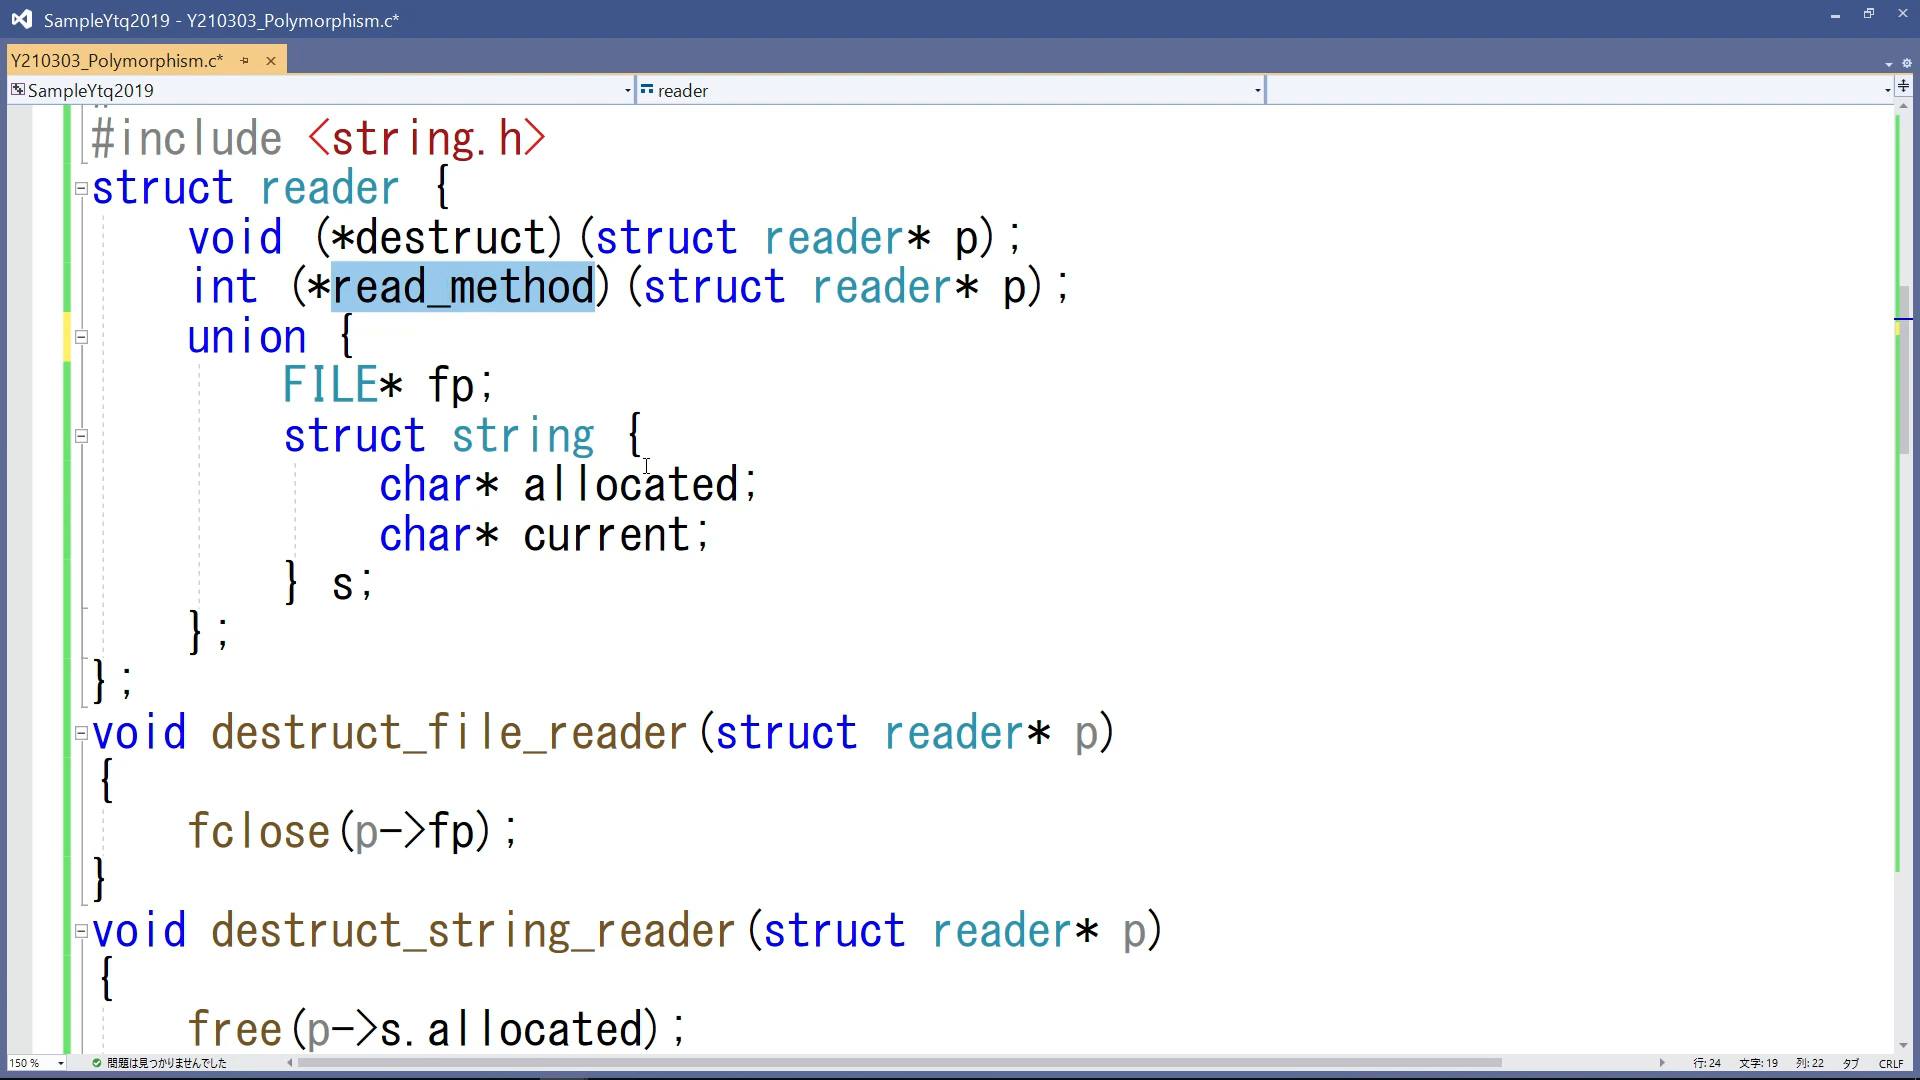 SampleYtq2019 - Y210303_Polymorphism.c*
Y210303_Polymorphism.c*
SampleYtq2019
reader
#include <string.h>
struct reader {
void (*destruct)(struct reader* p);
int (*read_method)(struct reader* p);
union {
FILE* fp;
struct string {
char* allocated;
char* current;
} s;
};
};
void destruct_file_reader(struct reader* p)
{
fclose(p->fp);
}
void destruct_string_reader(struct reader* p)
{
free(p->s.allocated);
150 %
問題は見つかりませんでした
行: 24
文字: 19
列: 22
タブ
CRLF